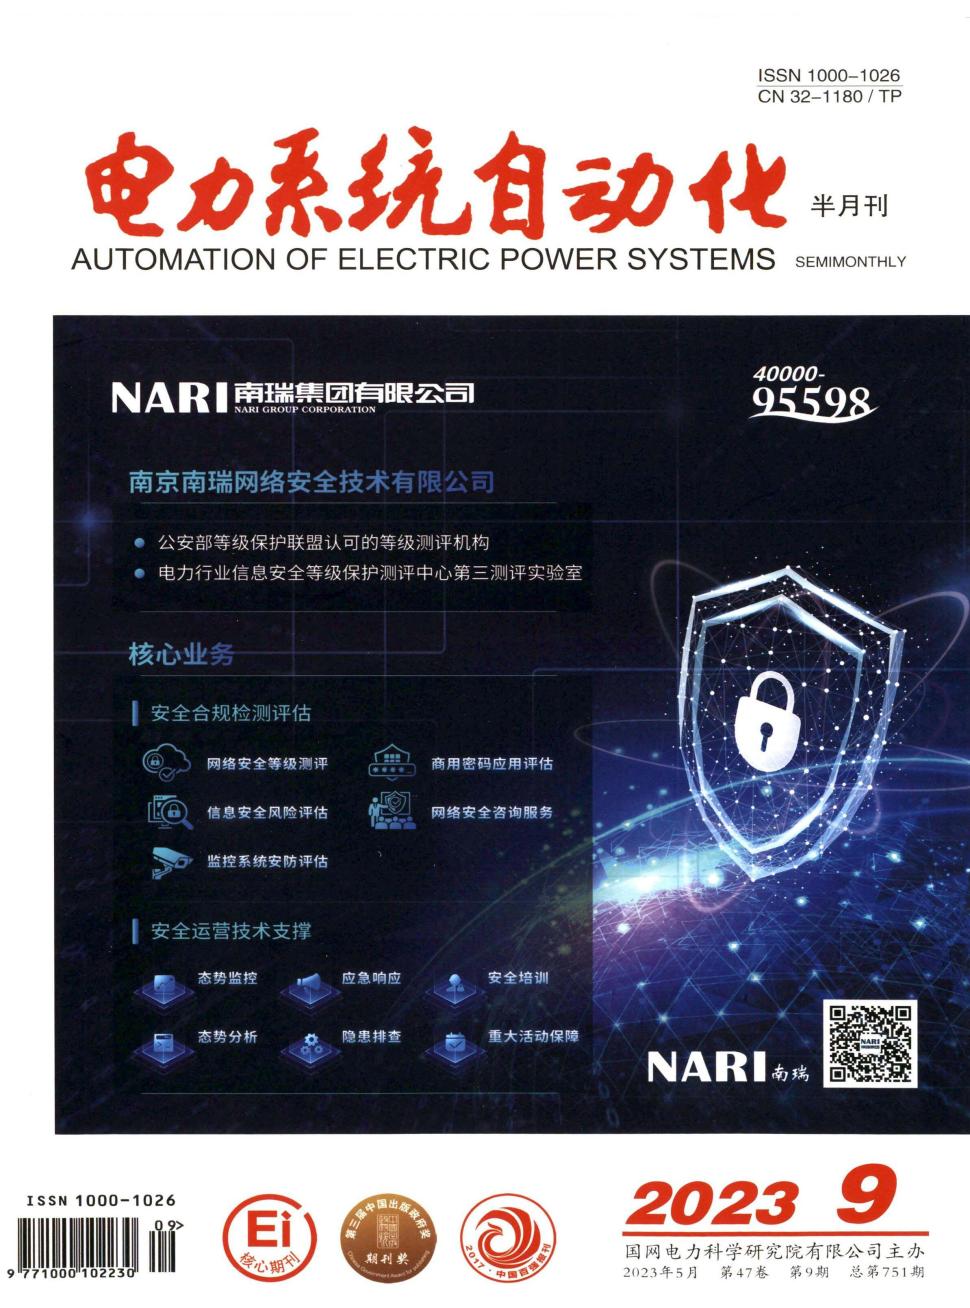 ISSN 1000-1026
CN 32-1180 / TP
电力系统自动化 半月刊
AUTOMATION OF ELECTRIC POWER SYSTEMS SEMIMONTHLY
NARI 南瑞集团有限公司
NARI GROUP CORPORATION
40000-
95598
南京南瑞网络安全技术有限公司
公安部等级保护联盟认可的等级测评机构
电力行业信息安全等级保护测评中心第三测评实验室
核心业务
安全合规检测评估
网络安全等级测评 商用密码应用评估
信息安全风险评估 网络安全咨询服务
监控系统安防评估
安全运营技术支撑
态势监控 应急响应 安全培训
态势分析 隐患排查 重大活动保障
NARI
NARI 南瑞
ISSN 1000-1026
09>
9 771000 102230
Ei
核心期刊
第三届中国出版政府奖
期刊奖
2017·中国百强报刊
2023 9
国网电力科学研究院有限公司主办
2023年5月 第47卷 第9期 总第751期